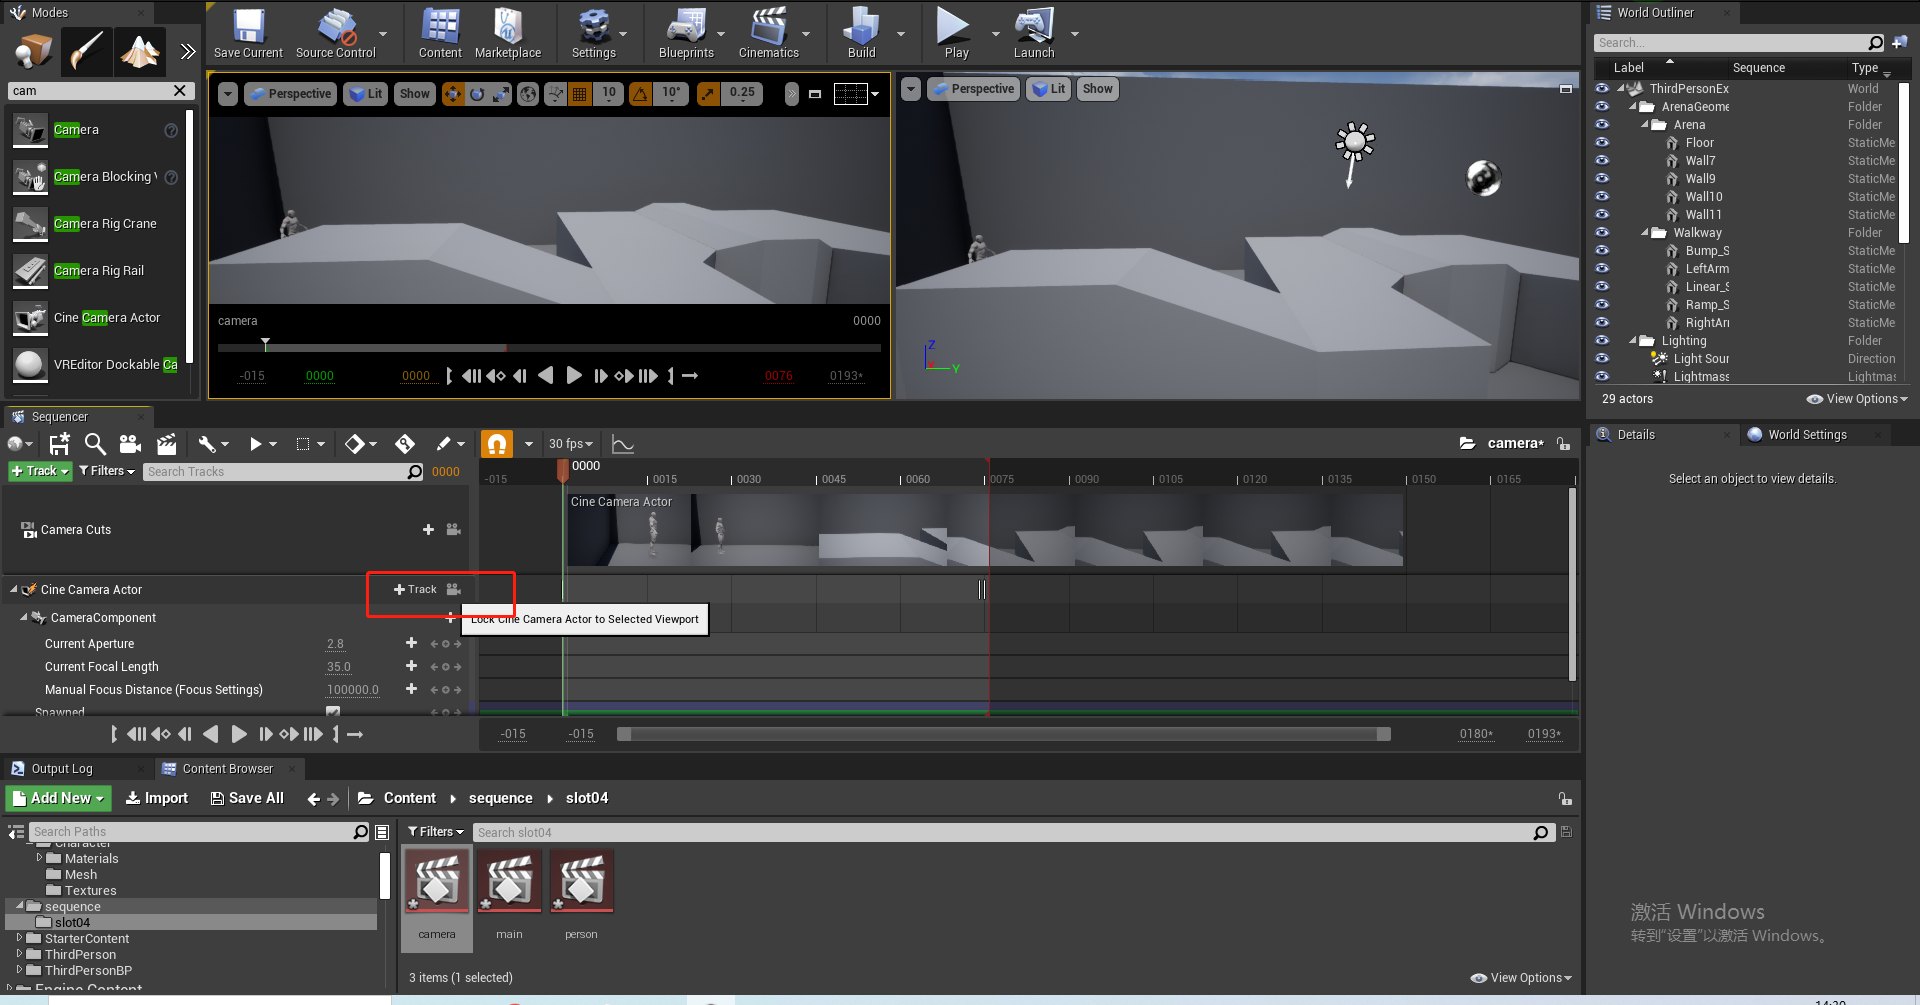 Modes
Save Current
Source Control
Content
Marketplace
Settings
Blueprints
Cinematics
Build
Play
Launch
cam
Camera
Camera Blocking V
Camera Rig Crane
Camera Rig Rail
Cine Camera Actor
VREditor Dockable Ca
Perspective
Lit
Show
10
10°
0.25
camera
0000
-015
0000
0000
0076
0193*
Perspective
Lit
Show
Z
Y
World Outliner
Search...
Label
Sequence
Type
ThirdPersonEx
World
ArenaGeome
Folder
Arena
Folder
Floor
StaticMe
Wall7
StaticMe
Wall9
StaticMe
Wall10
StaticMe
Wall11
StaticMe
Walkway
Folder
Bump_S
StaticMe
LeftArm
StaticMe
Linear_S
StaticMe
Ramp_S
StaticMe
RightArm
StaticMe
Lighting
Folder
Light Sour
Direction
Lightmass
Lightmas
29 actors
View Options
Details
World Settings
Select an object to view details.
Sequencer
30 fps
camera*
Track
Filters
Search Tracks
0000
0000
-015
0015
0030
0045
0060
0075
0090
0105
0120
0135
0150
0165
Camera Cuts
Cine Camera Actor
Cine Camera Actor
Track
Lock Cine Camera Actor to Selected Viewport
CameraComponent
Current Aperture
2.8
Current Focal Length
35.0
Manual Focus Distance (Focus Settings)
100000.0
Spawned
-015
-015
0180*
0193*
Output Log
Content Browser
Add New
Import
Save All
Content
sequence
slot04
Search Paths
Character
Materials
Mesh
Textures
sequence
slot04
StarterContent
ThirdPerson
ThirdPersonBP
Engine Content
Filters
Search slot04
camera
main
person
3 items (1 selected)
View Options
激活 Windows
转到"设置"以激活 Windows。
14:20